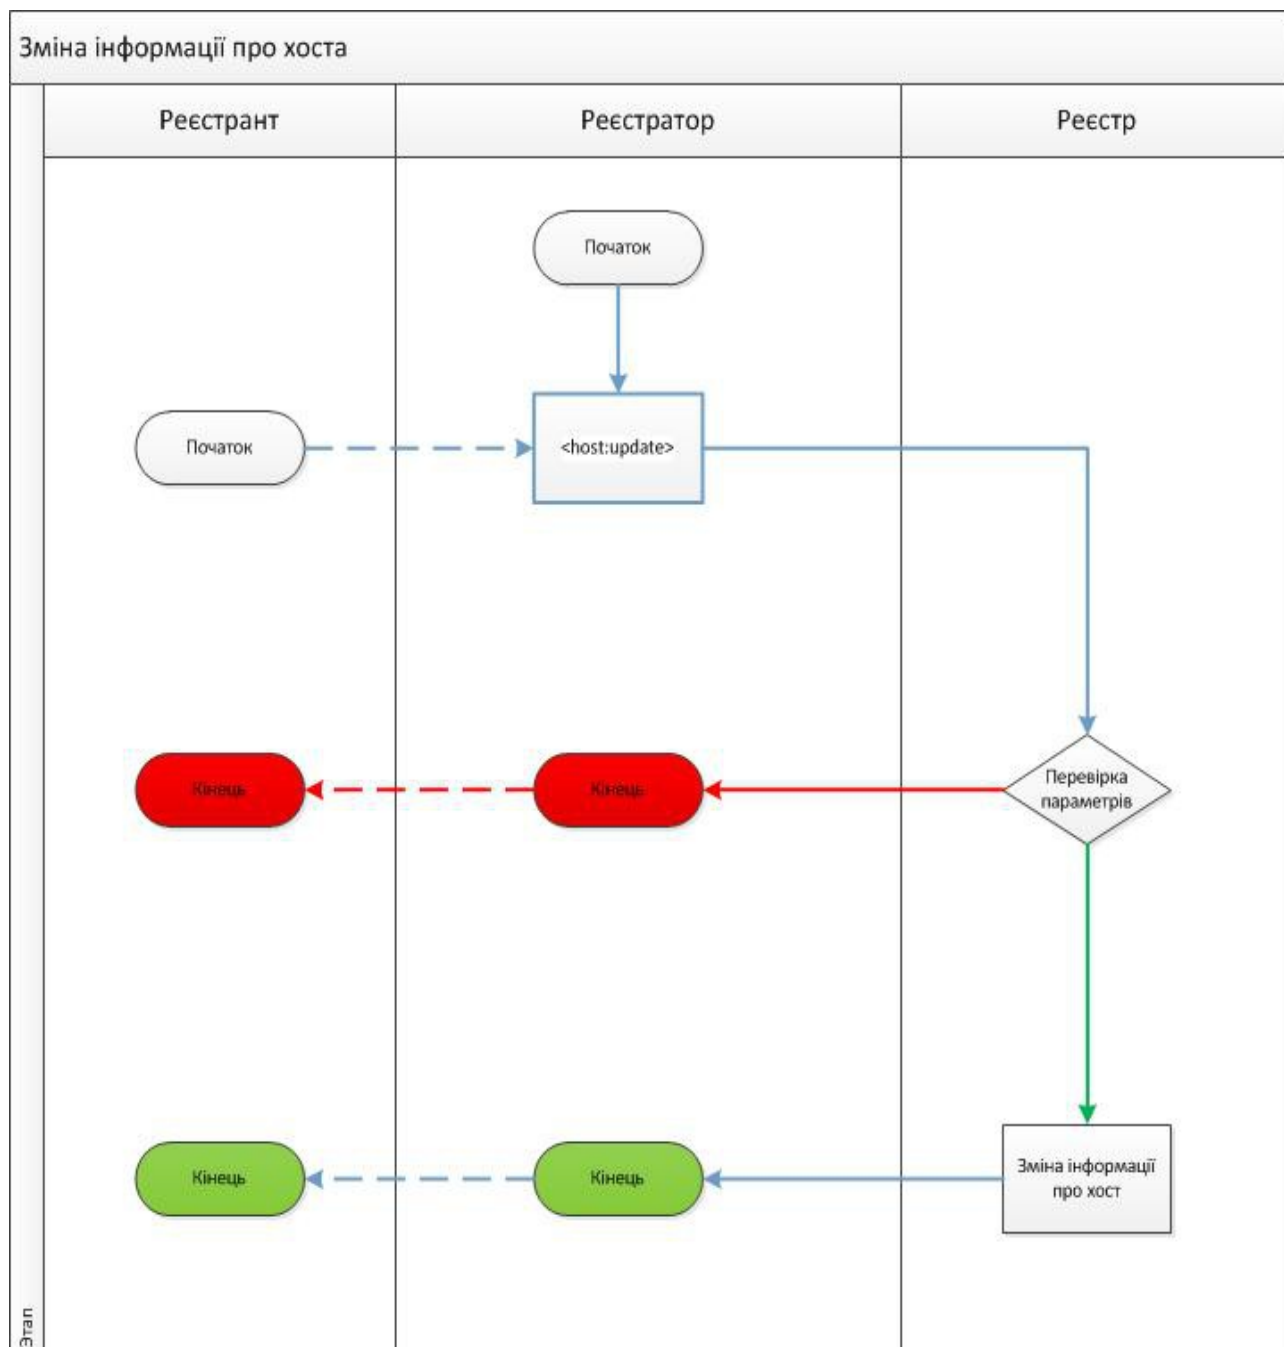 Зміна інформації про хоста
Реєстрант
Реєстратор
Реєстр
Початок
Початок
<host:update>
Перевірка
параметрів
Кінець
Кінець
Зміна інформації
про хост
Кінець
Кінець
Этап